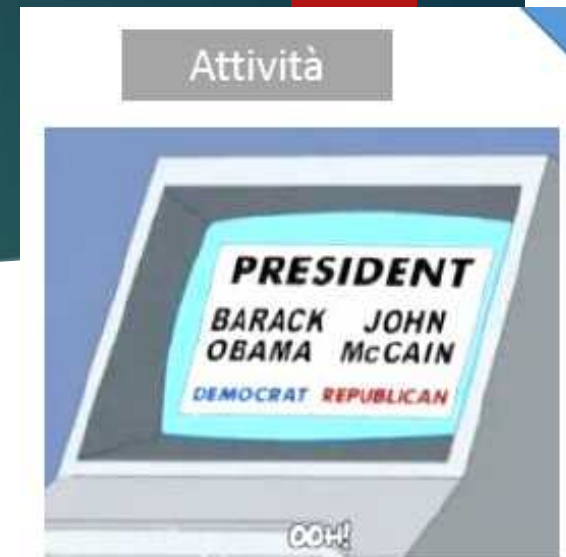 Attività
PRESIDENT
BARACK JOHN
OBAMA McCAIN
DEMOCRAT REPUBLICAN
OOH!